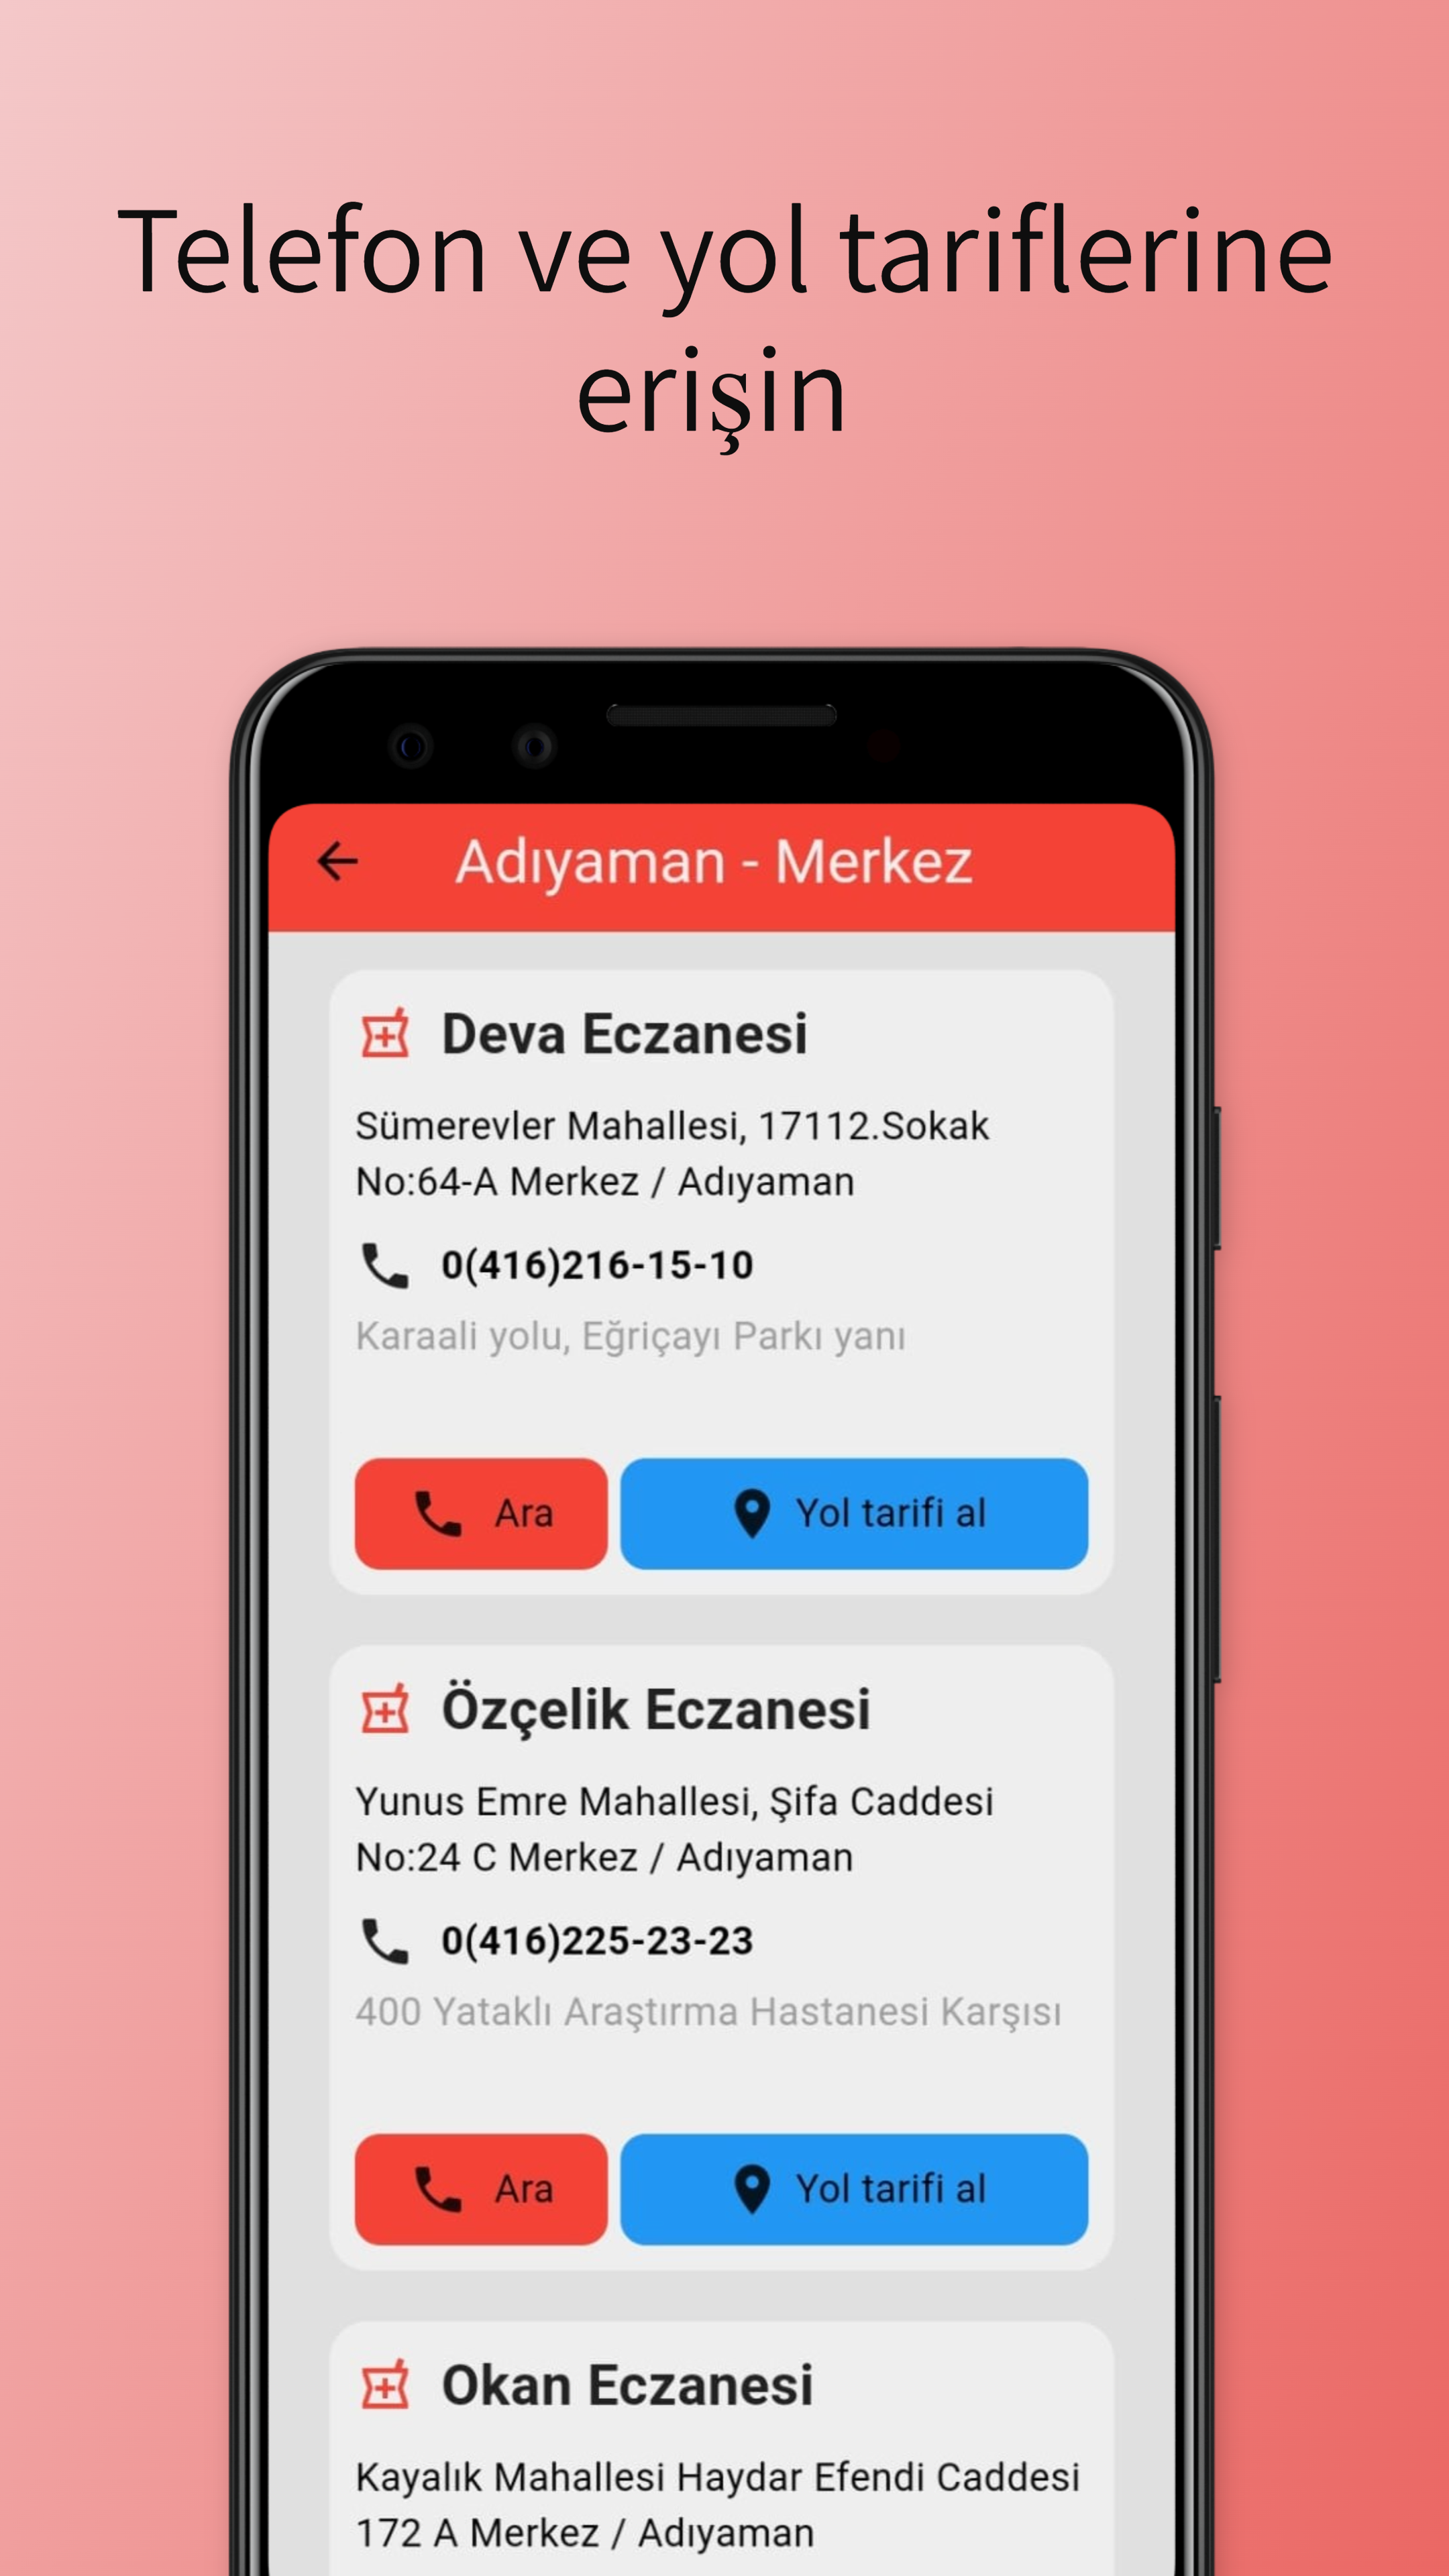 Telefon ve yol tariflerine
erişin
Adıyaman - Merkez
Deva Eczanesi
Sümerevler Mahallesi, 17112.Sokak
No:64-A Merkez / Adıyaman
0(416)216-15-10
Karaali yolu, Eğriçayı Parkı yanı
Ara Yol tarifi al
Özçelik Eczanesi
Yunus Emre Mahallesi, Şifa Caddesi
No:24 C Merkez / Adıyaman
0(416)225-23-23
400 Yataklı Araştırma Hastanesi Karşısı
Ara Yol tarifi al
Okan Eczanesi
Kayalık Mahallesi Haydar Efendi Caddesi
172 A Merkez / Adıyaman